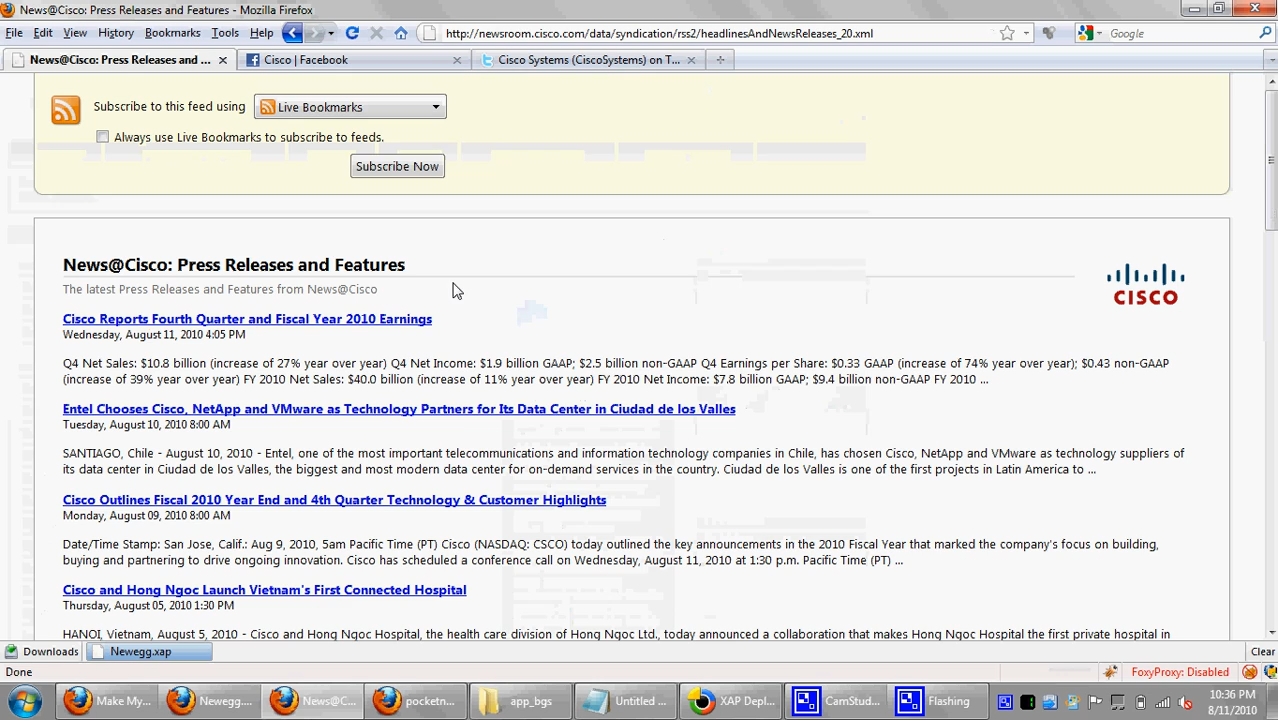 News@Cisco: Press Releases and Features - Mozilla Firefox
File Edit View History Bookmarks Tools Help
http://newsroom.cisco.com/data/syndication/rss2/headlinesAndNewsReleases_20.xml
Google
News@Cisco: Press Releases and ...
Cisco | Facebook
Cisco Systems (CiscoSystems) on T...
Subscribe to this feed using Live Bookmarks
Always use Live Bookmarks to subscribe to feeds.
Subscribe Now
News@Cisco: Press Releases and Features
The latest Press Releases and Features from News@Cisco
CISCO
Cisco Reports Fourth Quarter and Fiscal Year 2010 Earnings
Wednesday, August 11, 2010 4:05 PM
Q4 Net Sales: $10.8 billion (increase of 27% year over year) Q4 Net Income: $1.9 billion GAAP; $2.5 billion non-GAAP Q4 Earnings per Share: $0.33 GAAP (increase of 74% year over year); $0.43 non-GAAP
(increase of 39% year over year) FY 2010 Net Sales: $40.0 billion (increase of 11% year over year) FY 2010 Net Income: $7.8 billion GAAP; $9.4 billion non-GAAP FY 2010 ...
Entel Chooses Cisco, NetApp and VMware as Technology Partners for Its Data Center in Ciudad de los Valles
Tuesday, August 10, 2010 8:00 AM
SANTIAGO, Chile - August 10, 2010 - Entel, one of the most important telecommunications and information technology companies in Chile, has chosen Cisco, NetApp and VMware as technology suppliers of
its data center in Ciudad de los Valles, the biggest and most modern data center for on-demand services in the country. Ciudad de los Valles is one of the first projects in Latin America to ...
Cisco Outlines Fiscal 2010 Year End and 4th Quarter Technology & Customer Highlights
Monday, August 09, 2010 8:00 AM
Date/Time Stamp: San Jose, Calif.: Aug 9, 2010, 5am Pacific Time (PT) Cisco (NASDAQ: CSCO) today outlined the key announcements in the 2010 Fiscal Year that marked the company's focus on building,
buying and partnering to drive ongoing innovation. Cisco has scheduled a conference call on Wednesday, August 11, 2010 at 1:30 p.m. Pacific Time (PT) ...
Cisco and Hong Ngoc Launch Vietnam's First Connected Hospital
Thursday, August 05, 2010 1:30 PM
HANOI, Vietnam, August 5, 2010 - Cisco and Hong Ngoc Hospital, the health care division of Hong Ngoc Ltd., today announced a collaboration that makes Hong Ngoc Hospital the first private hospital in
Downloads Newegg.xap Clear
Done FoxyProxy: Disabled
Make My... Newegg.... News@C... pocketn... app_bgs Untitled ... XAP Depl... CamStud... Flashing
10:36 PM
8/11/2010